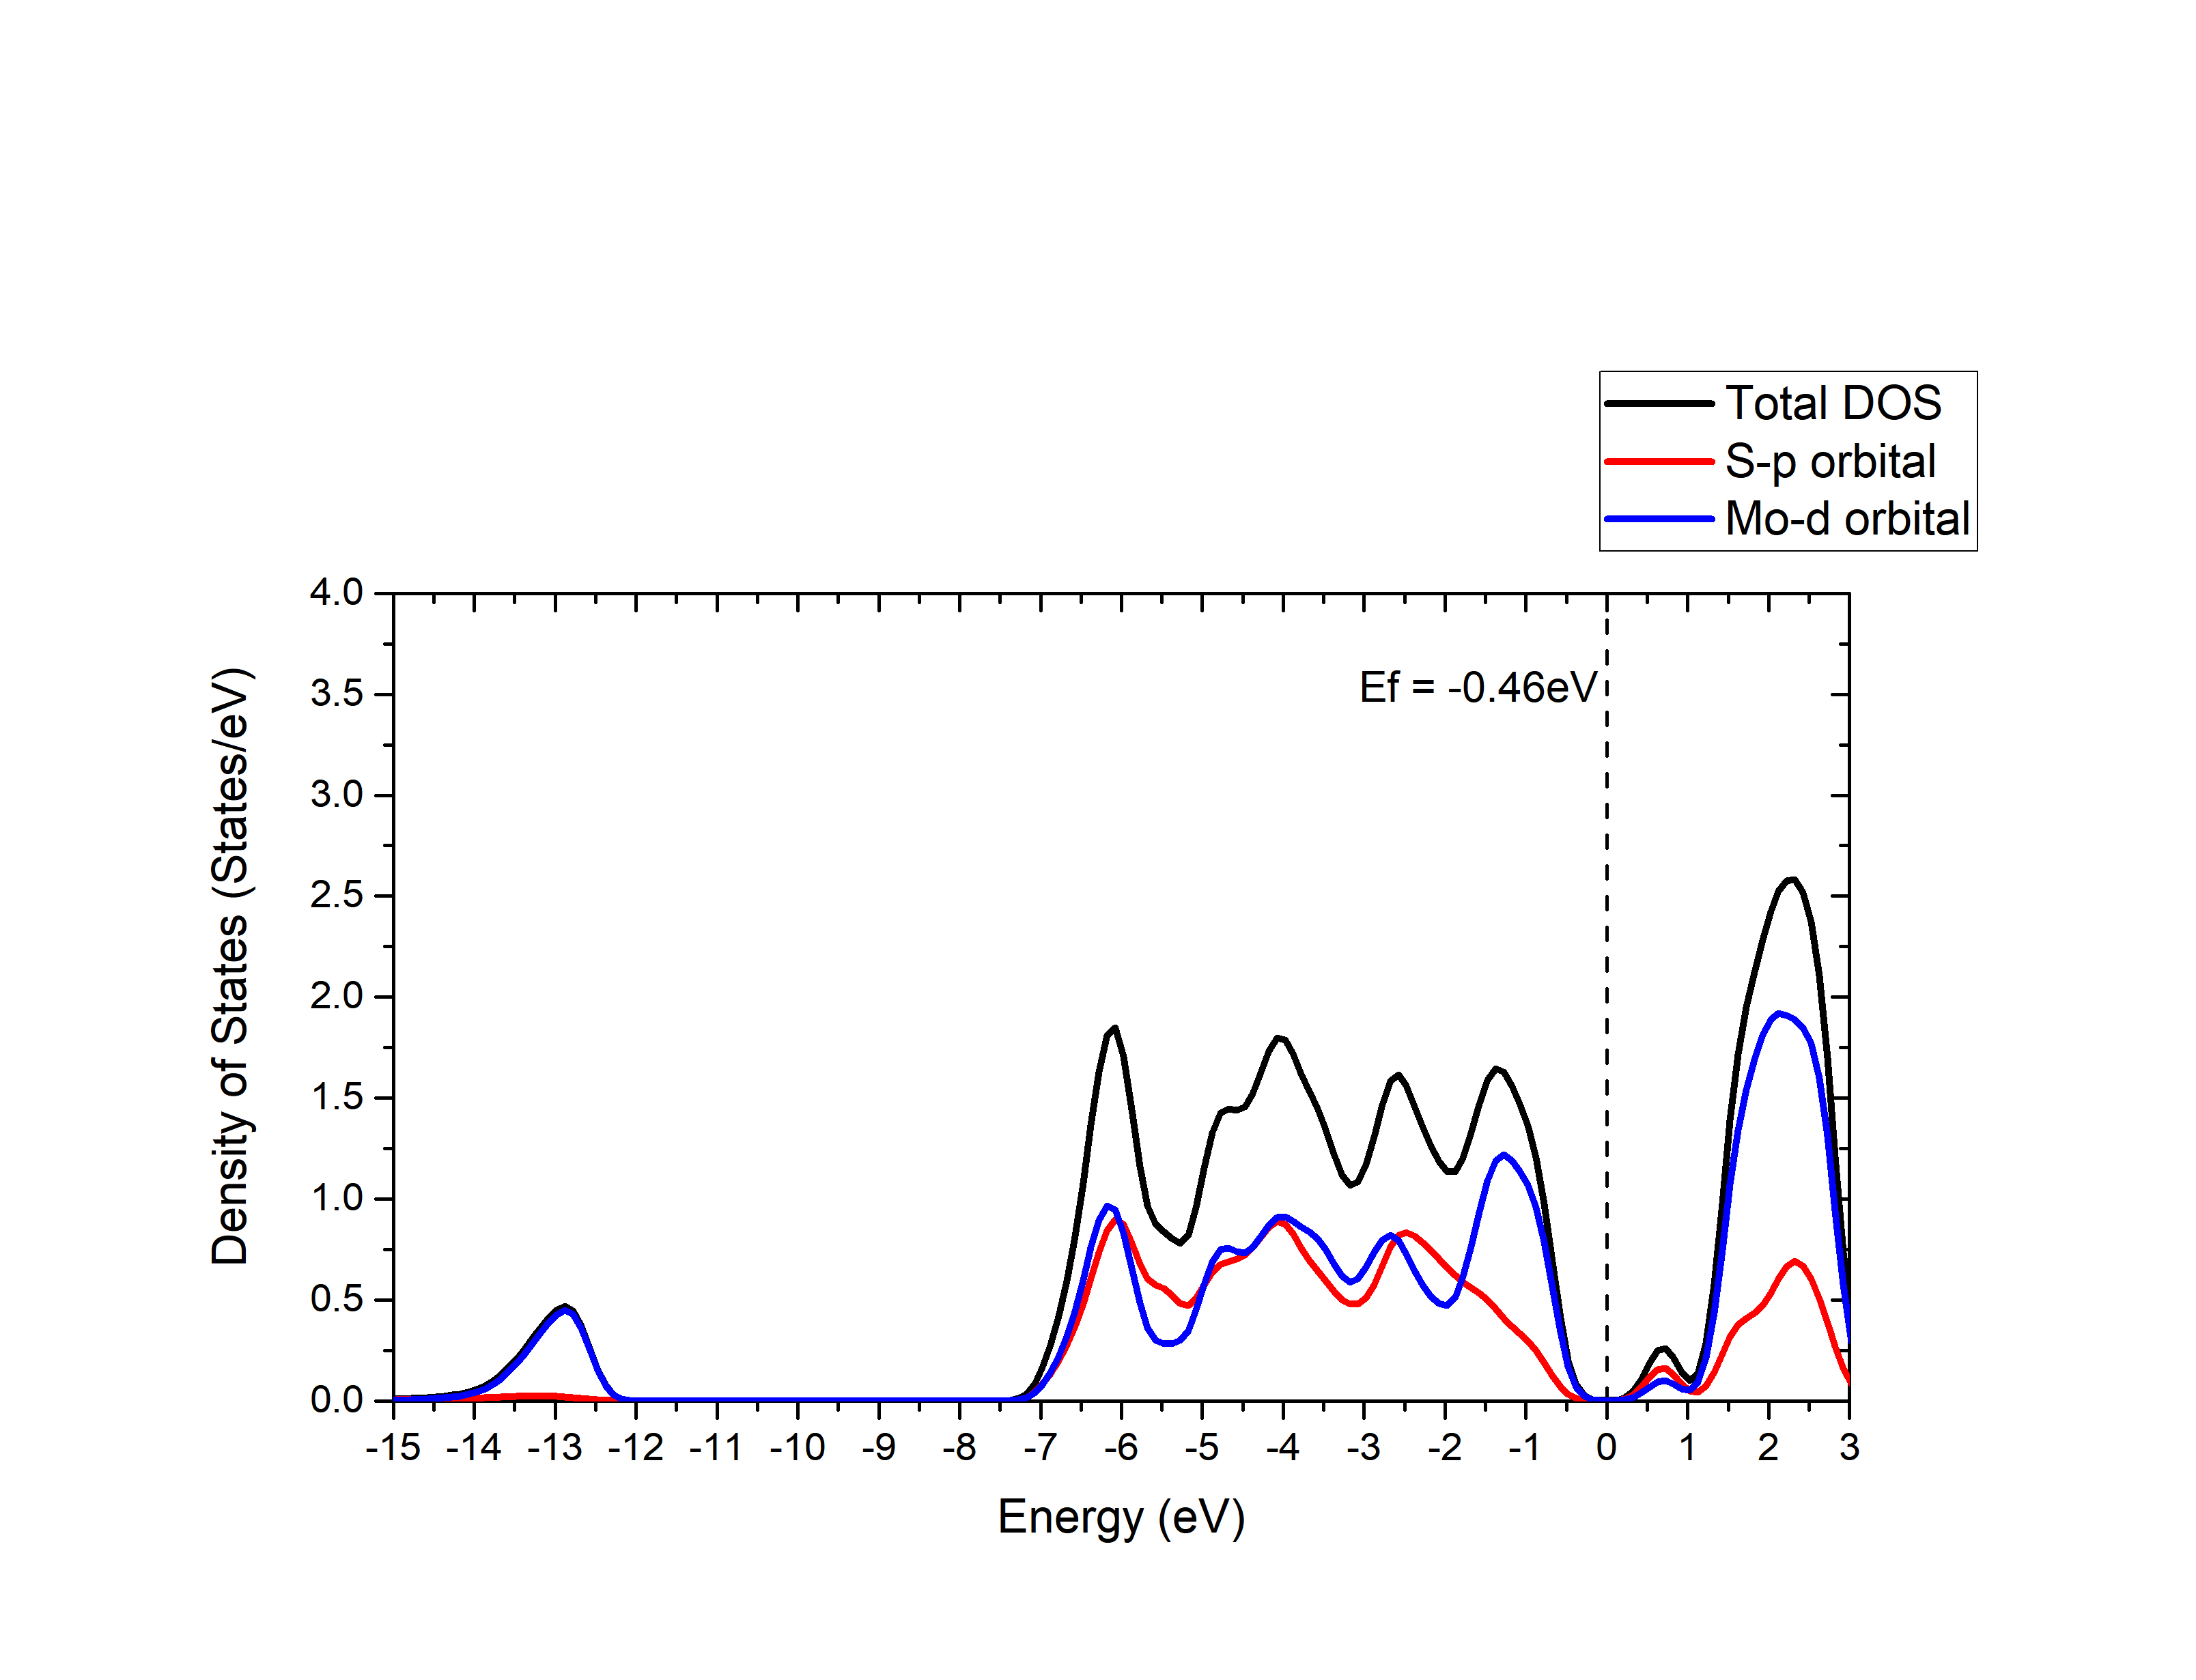 Total DOS
S-p orbital
Mo-d orbital
4.0
3.5
3.0
2.5
2.0
1.5
1.0
0.5
0.0
Density of States (States/eV)
Ef = -0.46eV
-15 -14 -13 -12 -11 -10 -9 -8 -7 -6 -5 -4 -3 -2 -1 0 1 2 3
Energy (eV)